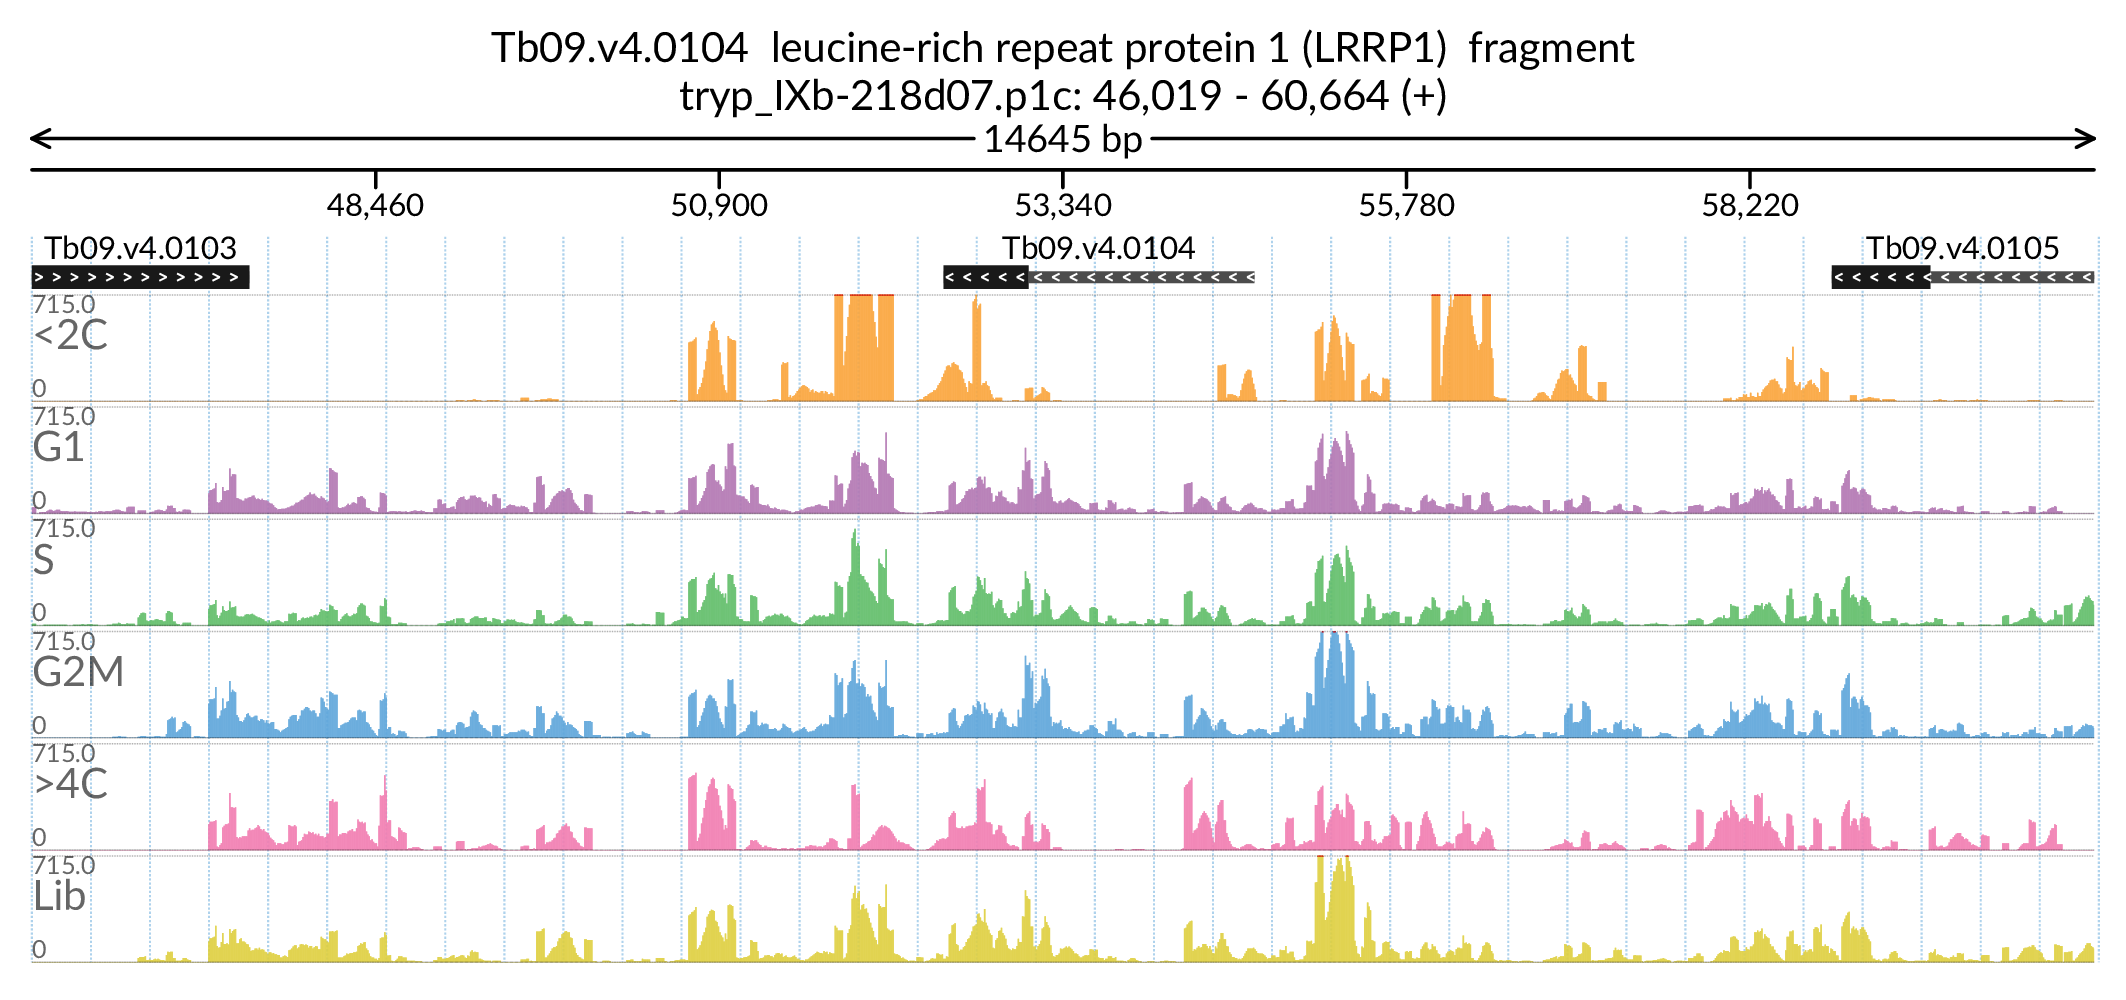 Tb09.v4.0104 leucine-rich repeat protein 1 (LRRP1) fragment
tryp_IXb-218d07.p1c: 46,019 - 60,664 (+)
14645 bp
48,460 50,900 53,340 55,780 58,220
Tb09.v4.0103 Tb09.v4.0104 Tb09.v4.0105
715.0
<2C
0
715.0
G1
0
715.0
S
0
715.0
G2M
0
715.0
>4C
0
715.0
Lib
0